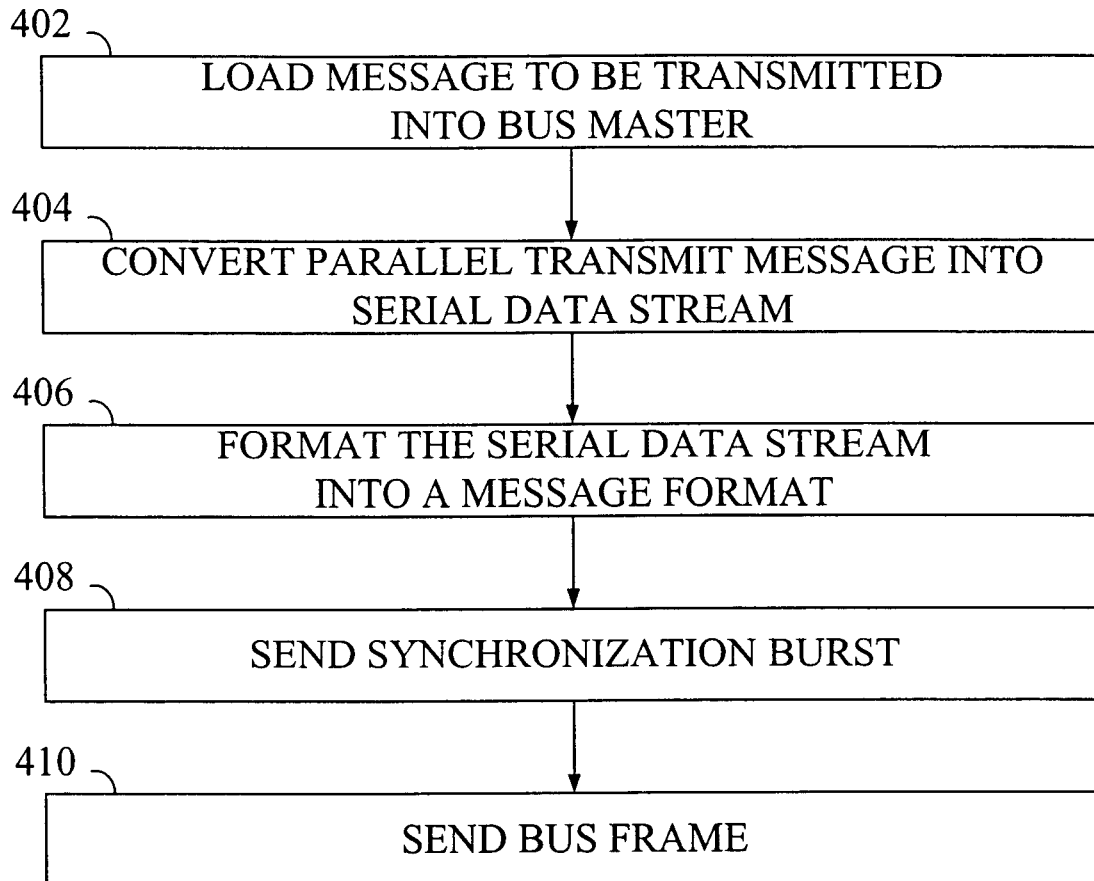 402
LOAD MESSAGE TO BE TRANSMITTED
INTO BUS MASTER
404
CONVERT PARALLEL TRANSMIT MESSAGE INTO
SERIAL DATA STREAM
406
FORMAT THE SERIAL DATA STREAM
INTO A MESSAGE FORMAT
408
SEND SYNCHRONIZATION BURST
410
SEND BUS FRAME